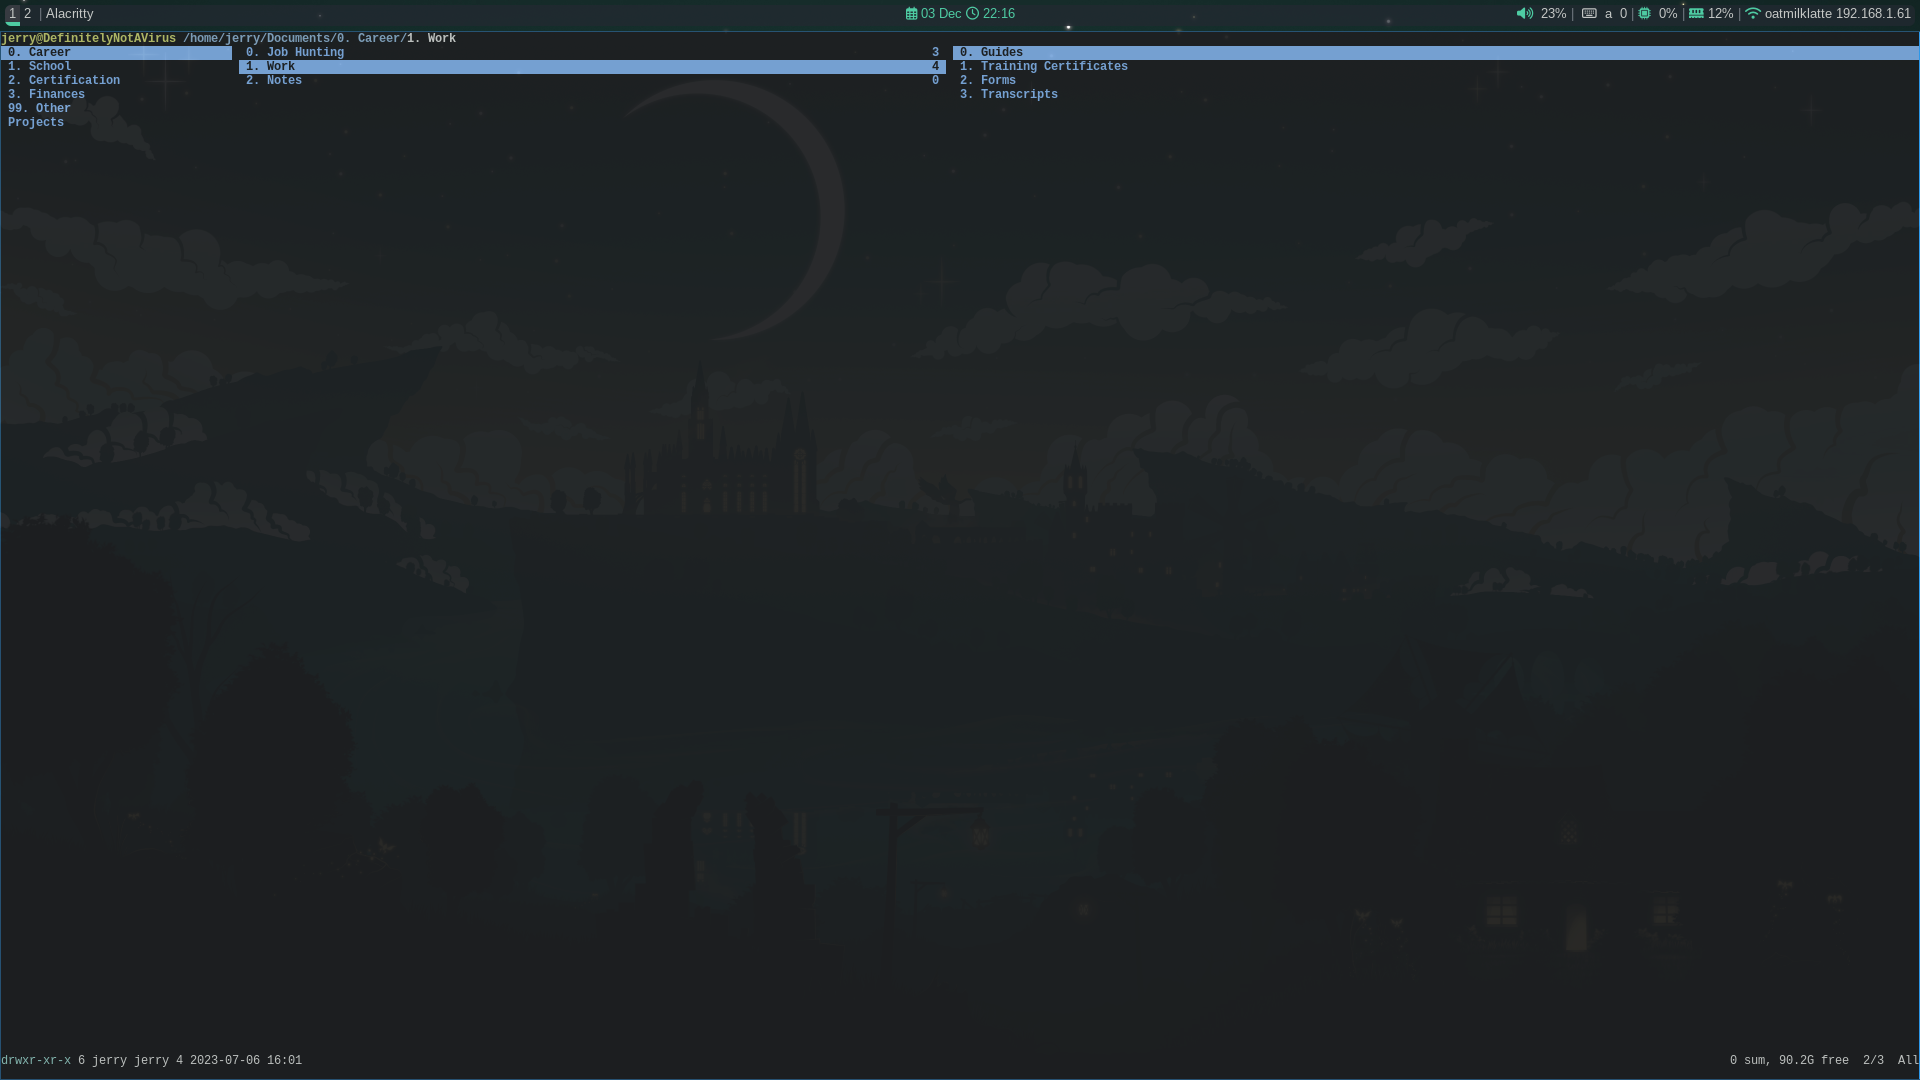 1 2 | Alacritty 03 Dec 22:16 23% | a 0 | 0% | 12% | oatmilklatte 192.168.1.61
jerry@DefinitelyNotAVirus /home/jerry/Documents/0. Career/1. Work
0. Career
1. School
2. Certification
3. Finances
99. Other
Projects
0. Job Hunting 3
1. Work 4
2. Notes 0
0. Guides
1. Training Certificates
2. Forms
3. Transcripts
drwxr-xr-x 6 jerry jerry 4 2023-07-06 16:01 0 sum, 90.2G free 2/3 All